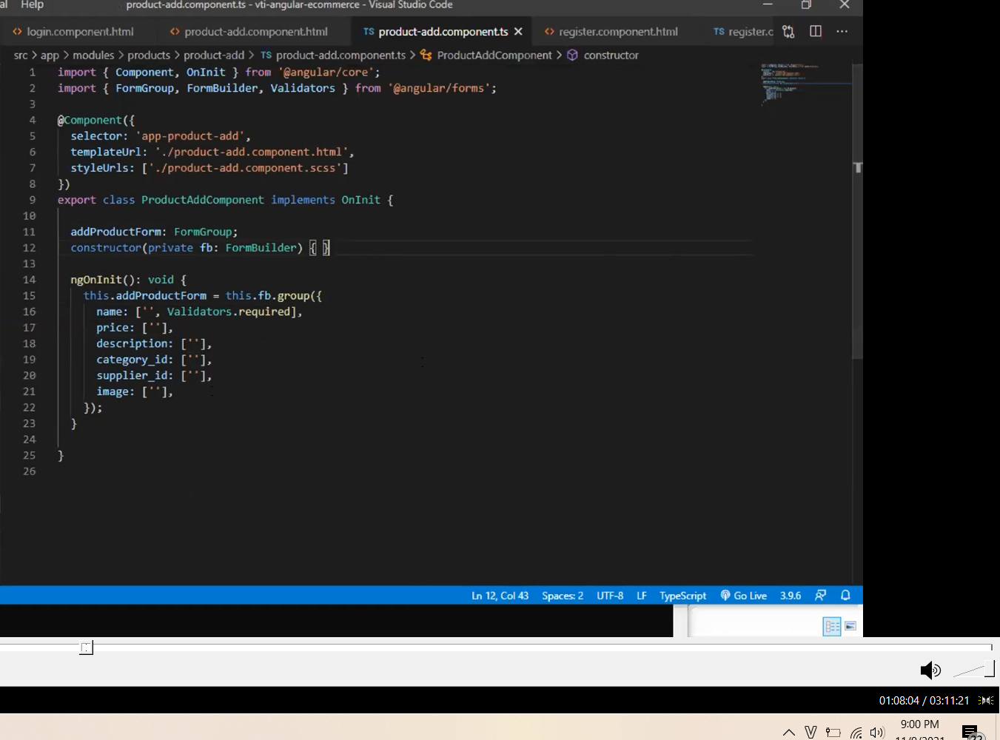 al Help product-add.component.ts - vti-angular-ecommerce - Visual Studio Code
login.component.html product-add.component.html TS product-add.component.ts register.component.html TS register.c
src > app > modules > products > product-add > TS product-add.component.ts > ProductAddComponent > constructor
1 import { Component, OnInit } from '@angular/core';
2 import { FormGroup, FormBuilder, Validators } from '@angular/forms';
3
4 @Component({
5 selector: 'app-product-add',
6 templateUrl: './product-add.component.html',
7 styleUrls: ['./product-add.component.scss']
8 })
9 export class ProductAddComponent implements OnInit {
10
11 addProductForm: FormGroup;
12 constructor(private fb: FormBuilder) { }
13
14 ngOnInit(): void {
15 this.addProductForm = this.fb.group({
16 name: ['', Validators.required],
17 price: [''],
18 description: [''],
19 category_id: [''],
20 supplier_id: [''],
21 image: [''],
22 });
23 }
24
25 }
26
Ln 12, Col 43 Spaces: 2 UTF-8 LF TypeScript Go Live 3.9.6
01:08:04 / 03:11:21
9:00 PM